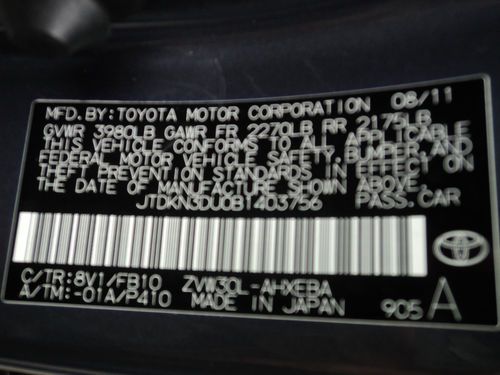 MFD.BY:TOYOTA MOTOR CORPORATION 08/11
GVWR 3980LB GAWR FR 2270LB RR 2175LB
THIS VEHICLE CONFORMS TO ALL APPLICABLE
FEDERAL MOTOR VEHICLE SAFETY,BUMPER AND
THEFT PREVENTION STANDARDS IN EFFECT ON
THE DATE OF MANUFACTURE SHOWN ABOVE.
JTDKN3DU0B1403756 PASS.CAR
C/TR:8V1/FB10 ZVW30L-AHXEBA
A/TM:-01A/P410 MADE IN JAPAN 905 A